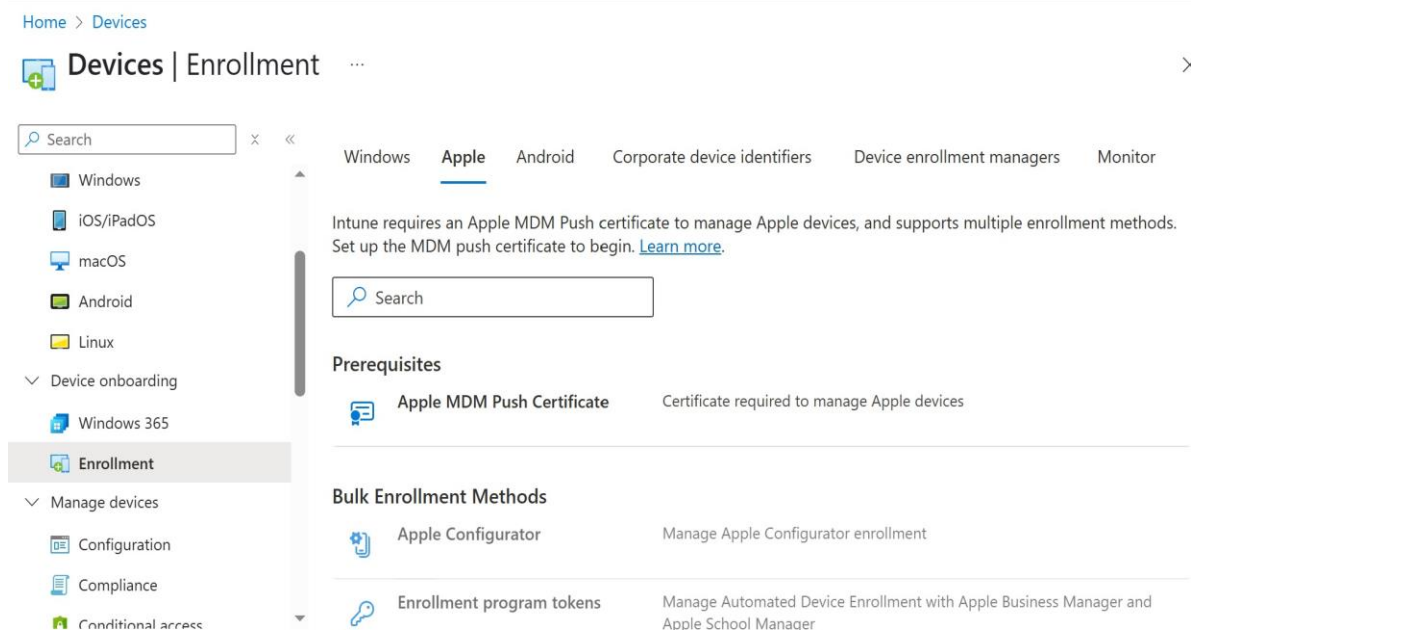 Home > Devices
Devices | Enrollment ...
Search
Windows
iOS/iPadOS
macOS
Android
Linux
Device onboarding
Windows 365
Enrollment
Manage devices
Configuration
Compliance
Conditional access
Windows Apple Android Corporate device identifiers Device enrollment managers Monitor
Intune requires an Apple MDM Push certificate to manage Apple devices, and supports multiple enrollment methods.
Set up the MDM push certificate to begin. Learn more.
Search
Prerequisites
Apple MDM Push Certificate Certificate required to manage Apple devices
Bulk Enrollment Methods
Apple Configurator Manage Apple Configurator enrollment
Enrollment program tokens Manage Automated Device Enrollment with Apple Business Manager and
Apple School Manager